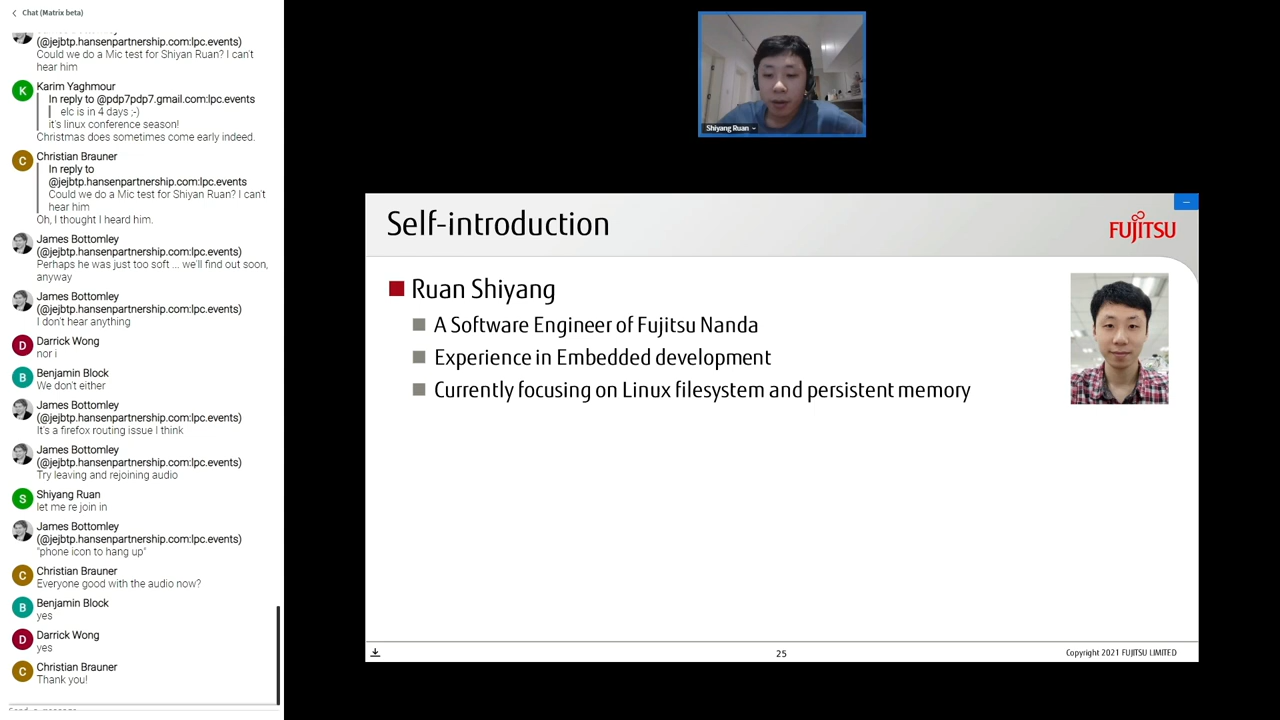 Chat (Matrix beta)
(@jejbtp.hansenpartnership.com:lpc.events)
Could we do a Mic test for Shiyan Ruan? I can't
hear him
K
Karim Yaghmour
In reply to @pdp7pdp7.gmail.com:lpc.events
elc is in 4 days ;-)
it's linux conference season!
Christmas does sometimes come early indeed.
C
Christian Brauner
In reply to
@jejbtp.hansenpartnership.com:lpc.events
Could we do a Mic test for Shiyan Ruan? I can't
hear him
Oh, I thought I heard him.
James Bottomley
(@jejbtp.hansenpartnership.com:lpc.events)
Perhaps he was just too soft ... we'll find out soon,
anyway
James Bottomley
(@jejbtp.hansenpartnership.com:lpc.events)
I don't hear anything
D
Darrick Wong
nor i
B
Benjamin Block
We don't either
James Bottomley
(@jejbtp.hansenpartnership.com:lpc.events)
It's a firefox routing issue I think
James Bottomley
(@jejbtp.hansenpartnership.com:lpc.events)
Try leaving and rejoining audio
S
Shiyang Ruan
let me re join in
James Bottomley
(@jejbtp.hansenpartnership.com:lpc.events)
"phone icon to hang up"
C
Christian Brauner
Everyone good with the audio now?
B
Benjamin Block
yes
D
Darrick Wong
yes
C
Christian Brauner
Thank you!
Shiyang Ruan
Self-introduction
FUJITSU
Ruan Shiyang
A Software Engineer of Fujitsu Nanda
Experience in Embedded development
Currently focusing on Linux filesystem and persistent memory
25
Copyright 2021 FUJITSU LIMITED